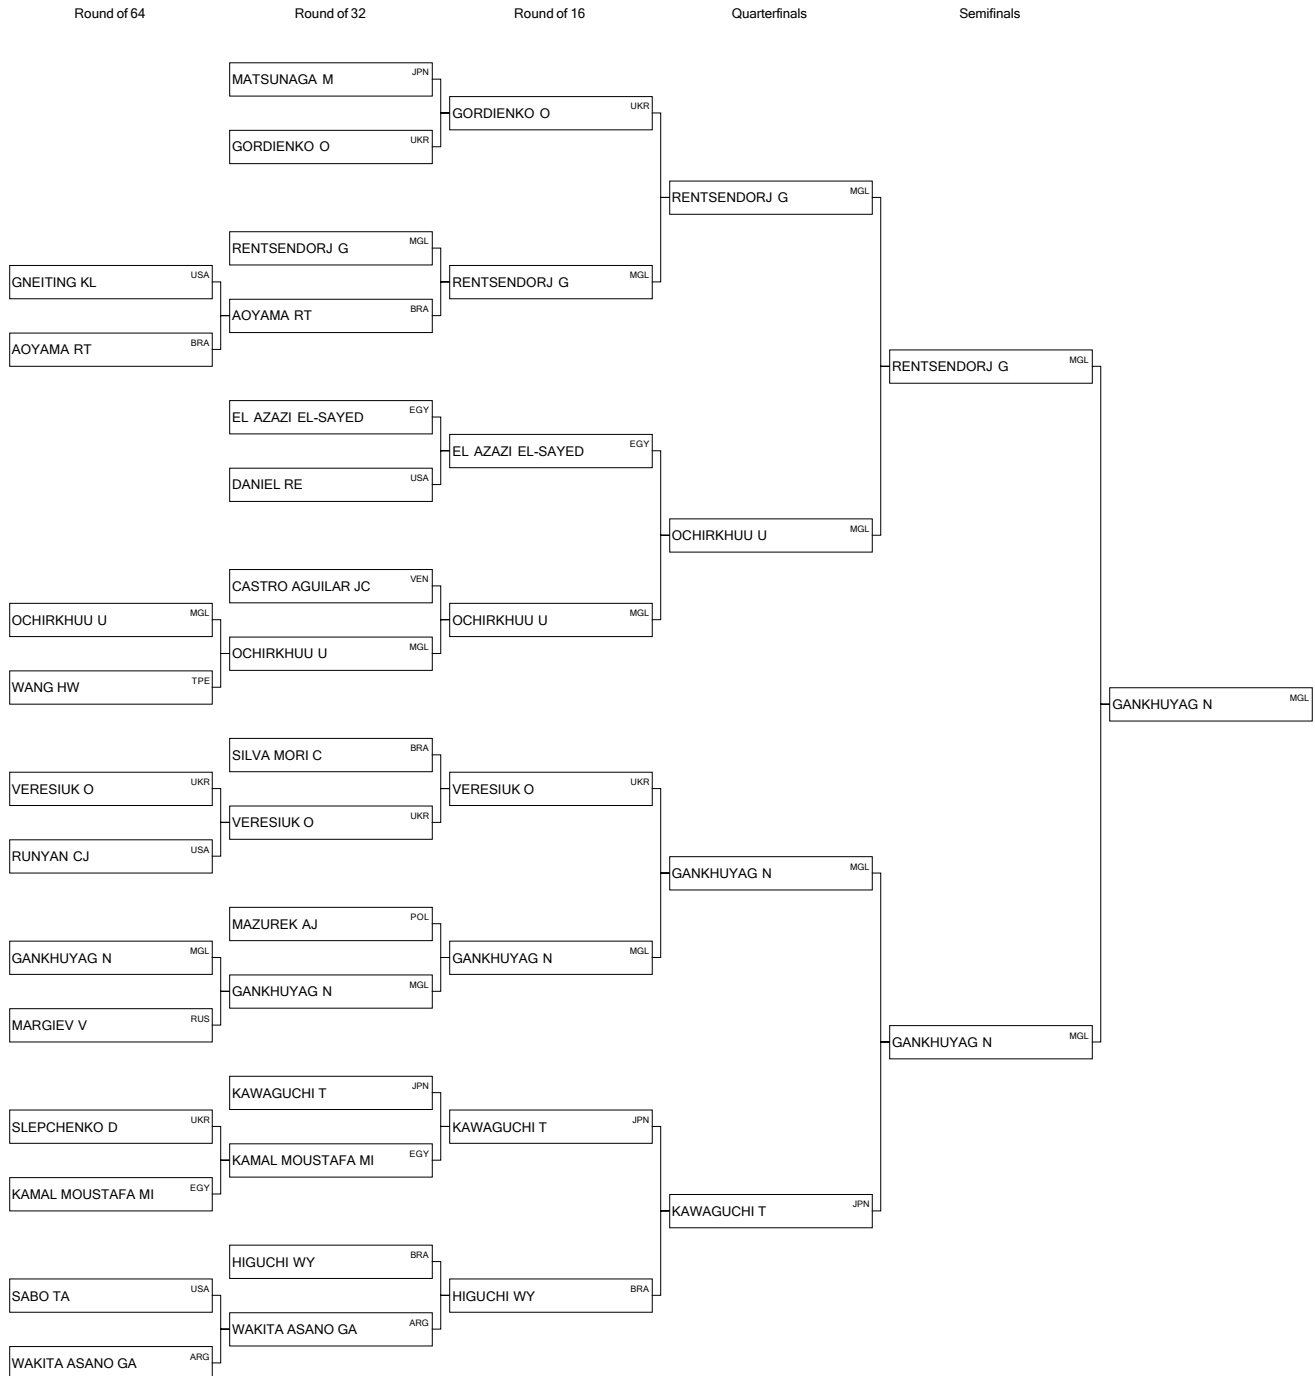 Round of 64
Round of 32
Round of 16
Quarterfinals
Semifinals
MATSUNAGA M JPN
GORDIENKO O UKR
GORDIENKO O UKR
RENTSENDORJ G MGL
RENTSENDORJ G MGL
GNEITING KL USA
RENTSENDORJ G MGL
AOYAMA RT BRA
AOYAMA RT BRA
RENTSENDORJ G MGL
EL AZAZI EL-SAYED EGY
EL AZAZI EL-SAYED EGY
DANIEL RE USA
OCHIRKHUU U MGL
CASTRO AGUILAR JC VEN
OCHIRKHUU U MGL
OCHIRKHUU U MGL
OCHIRKHUU U MGL
WANG HW TPE
GANKHUYAG N MGL
SILVA MORI C BRA
VERESIUK O UKR
VERESIUK O UKR
VERESIUK O UKR
RUNYAN CJ USA
GANKHUYAG N MGL
MAZUREK AJ POL
GANKHUYAG N MGL
GANKHUYAG N MGL
GANKHUYAG N MGL
MARGIEV V RUS
GANKHUYAG N MGL
KAWAGUCHI T JPN
SLEPCHENKO D UKR
KAWAGUCHI T JPN
KAMAL MOUSTAFA MI EGY
KAMAL MOUSTAFA MI EGY
KAWAGUCHI T JPN
HIGUCHI WY BRA
SABO TA USA
HIGUCHI WY BRA
WAKITA ASANO GA ARG
WAKITA ASANO GA ARG